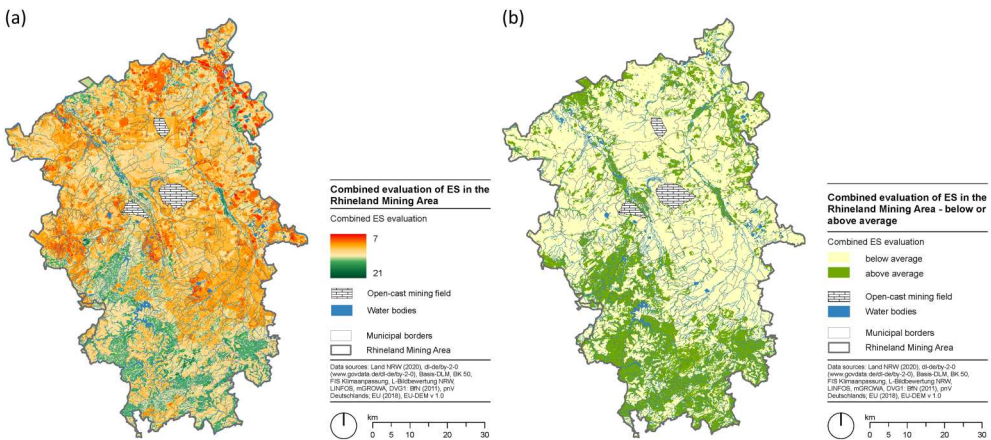 (a)
Combined evaluation of ES in the
Rhineland Mining Area
Combined ES evaluation
7
21
Open-cast mining field
Water bodies
Municipal borders
Rhineland Mining Area
Data sources: Land NRW (2020), dl-de/by-2-0
(www.govdata.de/dl-de/by-2-0), Basis-DLM, BK 50,
FIS Klimaanpassung, L-Bildbewertung NRW,
LINFOS, mGROWA, DVG1: BfN (2011), pnV
Deutschlands; EU (2018), EU-DEM v 1.0
km
0 5 10 20 30
(b)
Combined evaluation of ES in the
Rhineland Mining Area - below or
above average
Combined ES evaluation
below average
above average
Open-cast mining field
Water bodies
Municipal borders
Rhineland Mining Area
Data sources: Land NRW (2020), dl-de/by-2-0
(www.govdata.de/dl-de/by-2-0), Basis-DLM, BK 50,
FIS Klimaanpassung, L-Bildbewertung NRW,
LINFOS, mGROWA, DVG1: BfN (2011), pnV
Deutschlands; EU (2018), EU-DEM v 1.0
km
0 5 10 20 30